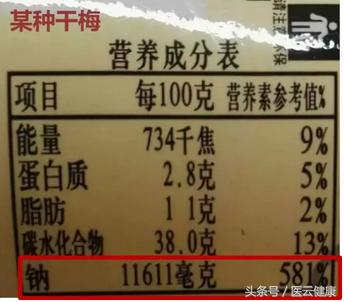 某种干梅
请注
保
营养成分表
项目 每100克 营养素参考值%
能量 734千焦 9%
蛋白质 2.8克 5%
脂肪 1 1克 2%
碳水化合物 38.0克 13%
钠 11611毫克 581%
头条号／医云健康